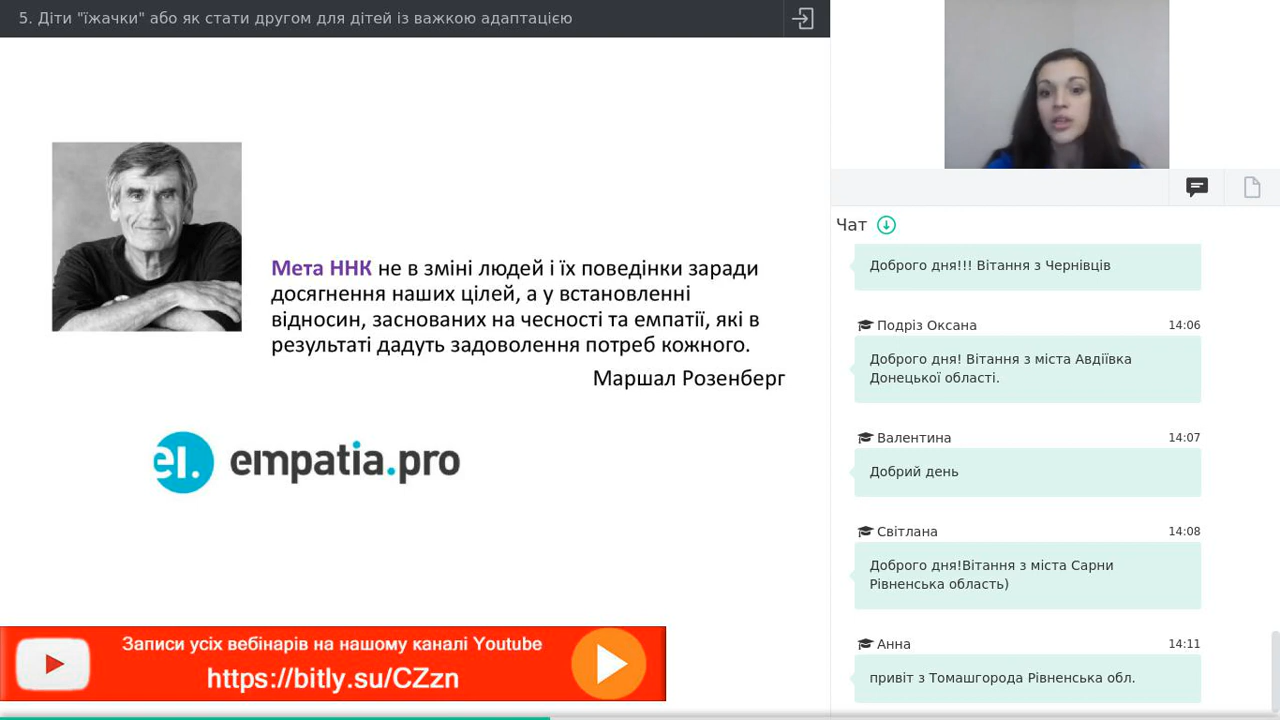 5. Діти "їжачки" або як стати другом для дітей із важкою адаптацією
Мета ННК не в зміні людей і їх поведінки заради
досягнення наших цілей, а у встановленні
відносин, заснованих на чесності та емпатії, які в
результаті дадуть задоволення потреб кожного.
Маршал Розенберг
ei. empatia.pro
Записи усіх вебінарів на нашому каналі Youtube
https://bitly.su/CZzn
Чат
Доброго дня!!! Вітання з Чернівців
Подріз Оксана 14:06
Доброго дня! Вітання з міста Авдіївка
Донецької області.
Валентина 14:07
Добрий день
Світлана 14:08
Доброго дня!Вітання з міста Сарни
Рівненська область)
Анна 14:11
привіт з Томашгорода Рівненська обл.